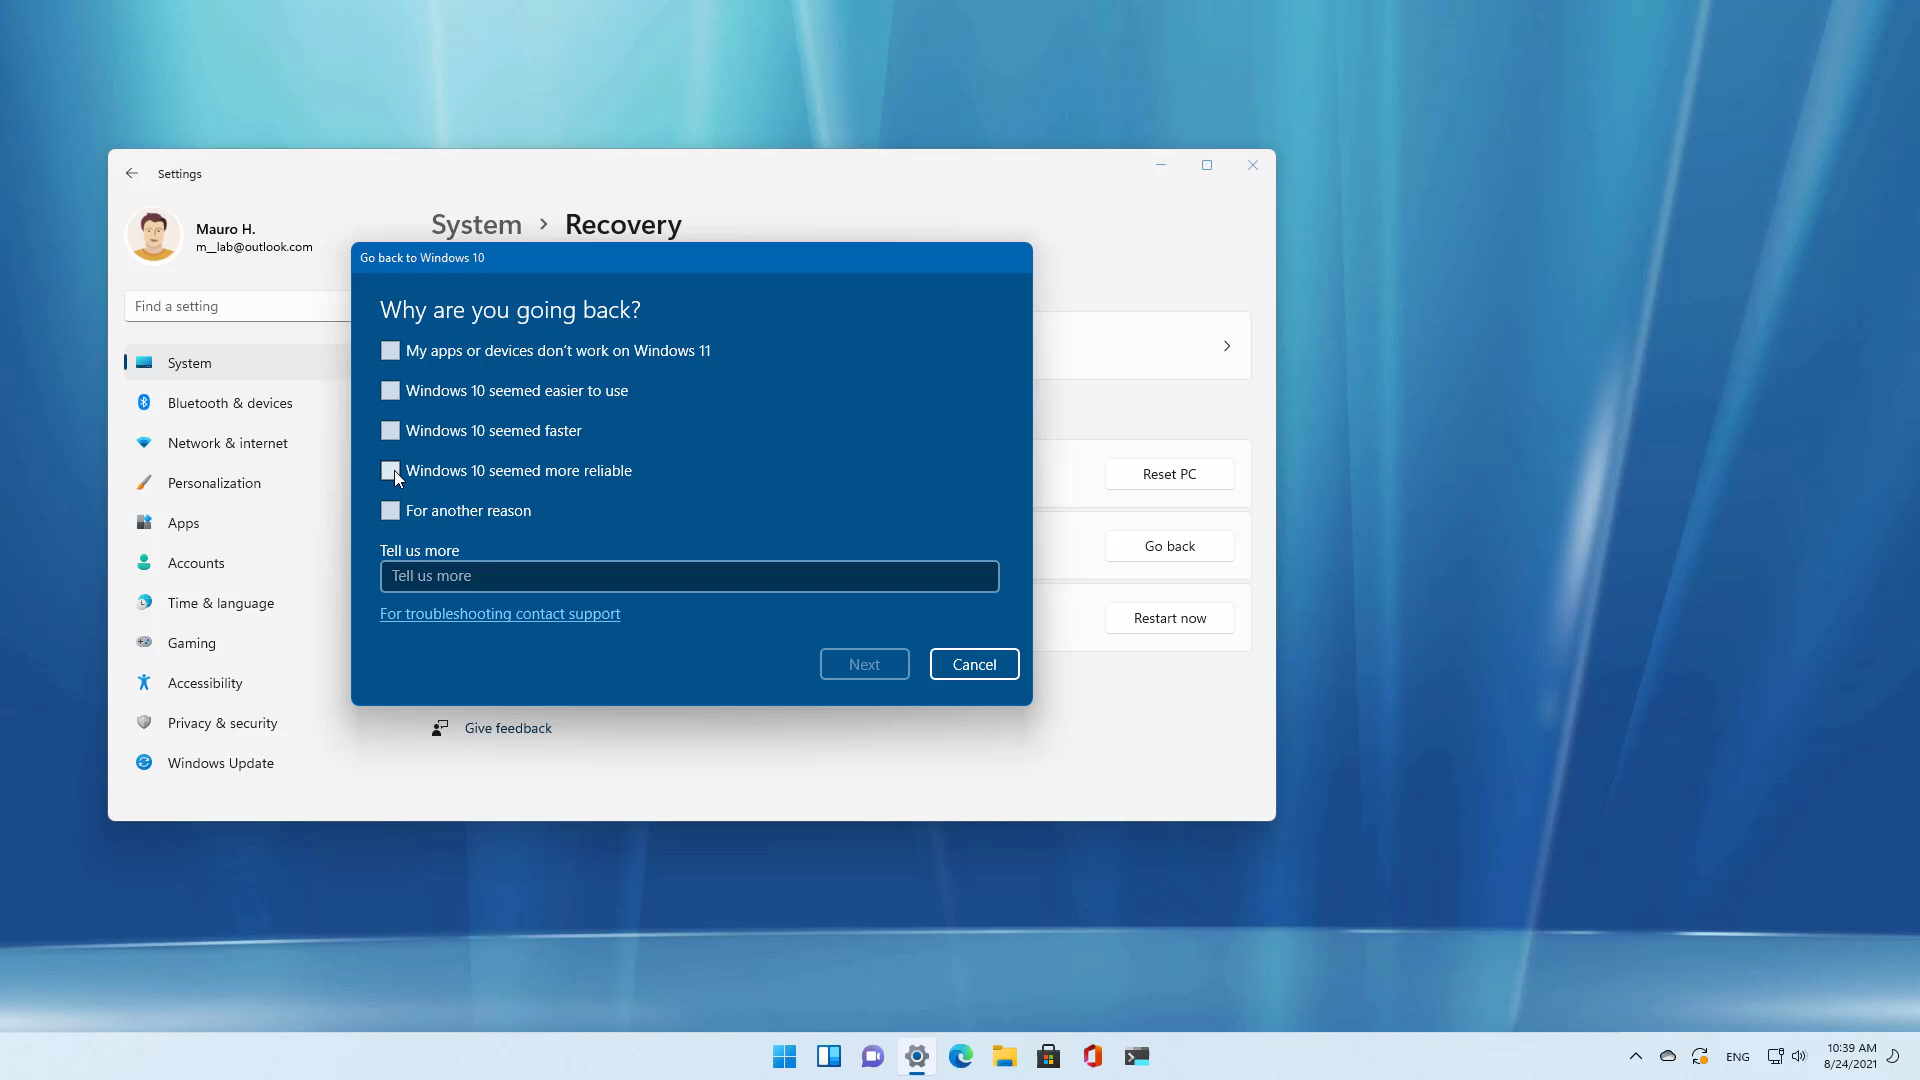 Settings
Mauro H.
m__lab@outlook.com
Find a setting
System
Bluetooth & devices
Network & internet
Personalization
Apps
Accounts
Time & language
Gaming
Accessibility
Privacy & security
Windows Update
System > Recovery
Go back to Windows 10
Why are you going back?
My apps or devices don't work on Windows 11
Windows 10 seemed easier to use
Windows 10 seemed faster
Windows 10 seemed more reliable
For another reason
Tell us more
Tell us more
For troubleshooting contact support
Next
Cancel
Reset PC
Go back
Restart now
Give feedback
ENG
10:39 AM
8/24/2021